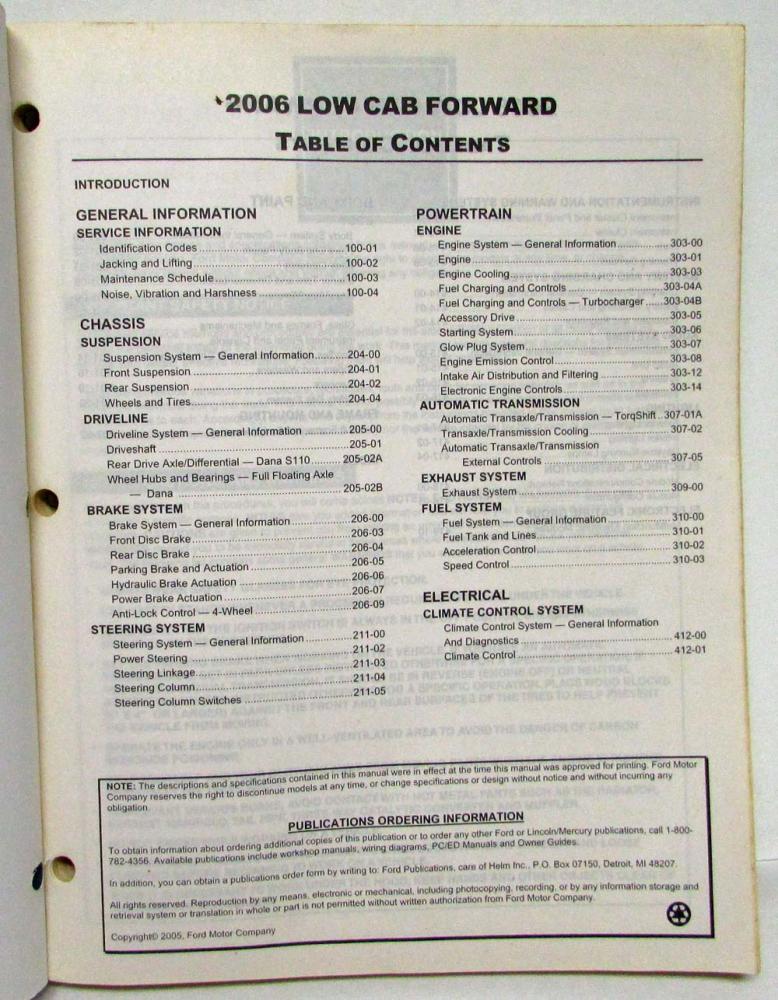 2006 LOW CAB FORWARD
TABLE OF CONTENTS
INTRODUCTION
GENERAL INFORMATION
SERVICE INFORMATION
Identification Codes 100-01
Jacking and Lifting 100-02
Maintenance Schedule 100-03
Noise, Vibration and Harshness 100-04
CHASSIS
SUSPENSION
Suspension System — General Information 204-00
Front Suspension 204-01
Rear Suspension 204-02
Wheels and Tires 204-04
DRIVELINE
Driveline System — General Information 205-00
Driveshaft 205-01
Rear Drive Axle/Differential — Dana S110 205-02A
Wheel Hubs and Bearings — Full Floating Axle
— Dana 205-02B
BRAKE SYSTEM
Brake System — General Information 206-00
Front Disc Brake 206-03
Rear Disc Brake 206-04
Parking Brake and Actuation 206-05
Hydraulic Brake Actuation 206-06
Power Brake Actuation 206-07
Anti-Lock Control — 4-Wheel 206-09
STEERING SYSTEM
Steering System — General Information 211-00
Power Steering 211-02
Steering Linkage 211-03
Steering Column 211-04
Steering Column Switches 211-05
POWERTRAIN
ENGINE
Engine System — General Information 303-00
Engine 303-01
Engine Cooling 303-03
Fuel Charging and Controls 303-04A
Fuel Charging and Controls — Turbocharger 303-04B
Accessory Drive 303-05
Starting System 303-06
Glow Plug System 303-07
Engine Emission Control 303-08
Intake Air Distribution and Filtering 303-12
Electronic Engine Controls 303-14
AUTOMATIC TRANSMISSION
Automatic Transaxle/Transmission — TorqShift 307-01A
Transaxle/Transmission Cooling 307-02
Automatic Transaxle/Transmission
External Controls 307-05
EXHAUST SYSTEM
Exhaust System 309-00
FUEL SYSTEM
Fuel System — General Information 310-00
Fuel Tank and Lines 310-01
Acceleration Control 310-02
Speed Control 310-03
ELECTRICAL
CLIMATE CONTROL SYSTEM
Climate Control System — General Information
And Diagnostics 412-00
Climate Control 412-01
NOTE: The descriptions and specifications contained in this manual were in effect at the time this manual was approved for printing. Ford Motor
Company reserves the right to discontinue models at any time, or change specifications or design without notice and without incurring any
obligation.
PUBLICATIONS ORDERING INFORMATION
To obtain information about ordering additional copies of this publication or to order any other Ford or Lincoln/Mercury publications, call 1-800-
782-4356. Available publications include workshop manuals, wiring diagrams, PC/ED Manuals and Owner Guides.
In addition, you can obtain a publications order form by writing to: Ford Publications, care of Helm Inc., P.O. Box 07150, Detroit, MI 48207.
All rights reserved. Reproduction by any means, electronic or mechanical, including photocopying, recording, or by any information storage and
retrieval system or translation in whole or part is not permitted without written authorization from Ford Motor Company.
Copyright© 2005, Ford Motor Company